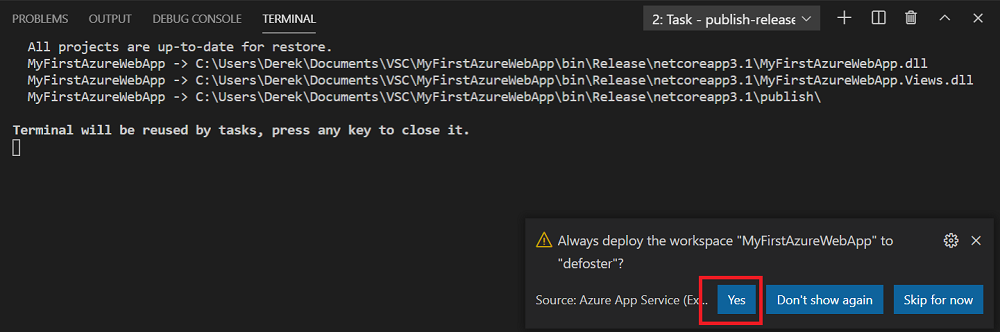 PROBLEMS OUTPUT DEBUG CONSOLE TERMINAL 2: Task - publish-release
All projects are up-to-date for restore.
MyFirstAzureWebApp -> C:\Users\Derek\Documents\VSC\MyFirstAzureWebApp\bin\Release\netcoreapp3.1\MyFirstAzureWebApp.dll
MyFirstAzureWebApp -> C:\Users\Derek\Documents\VSC\MyFirstAzureWebApp\bin\Release\netcoreapp3.1\MyFirstAzureWebApp.Views.dll
MyFirstAzureWebApp -> C:\Users\Derek\Documents\VSC\MyFirstAzureWebApp\bin\Release\netcoreapp3.1\publish\
Terminal will be reused by tasks, press any key to close it.
Always deploy the workspace "MyFirstAzureWebApp" to
"defoster"?
Source: Azure App Service (Ex... Yes Don't show again Skip for now